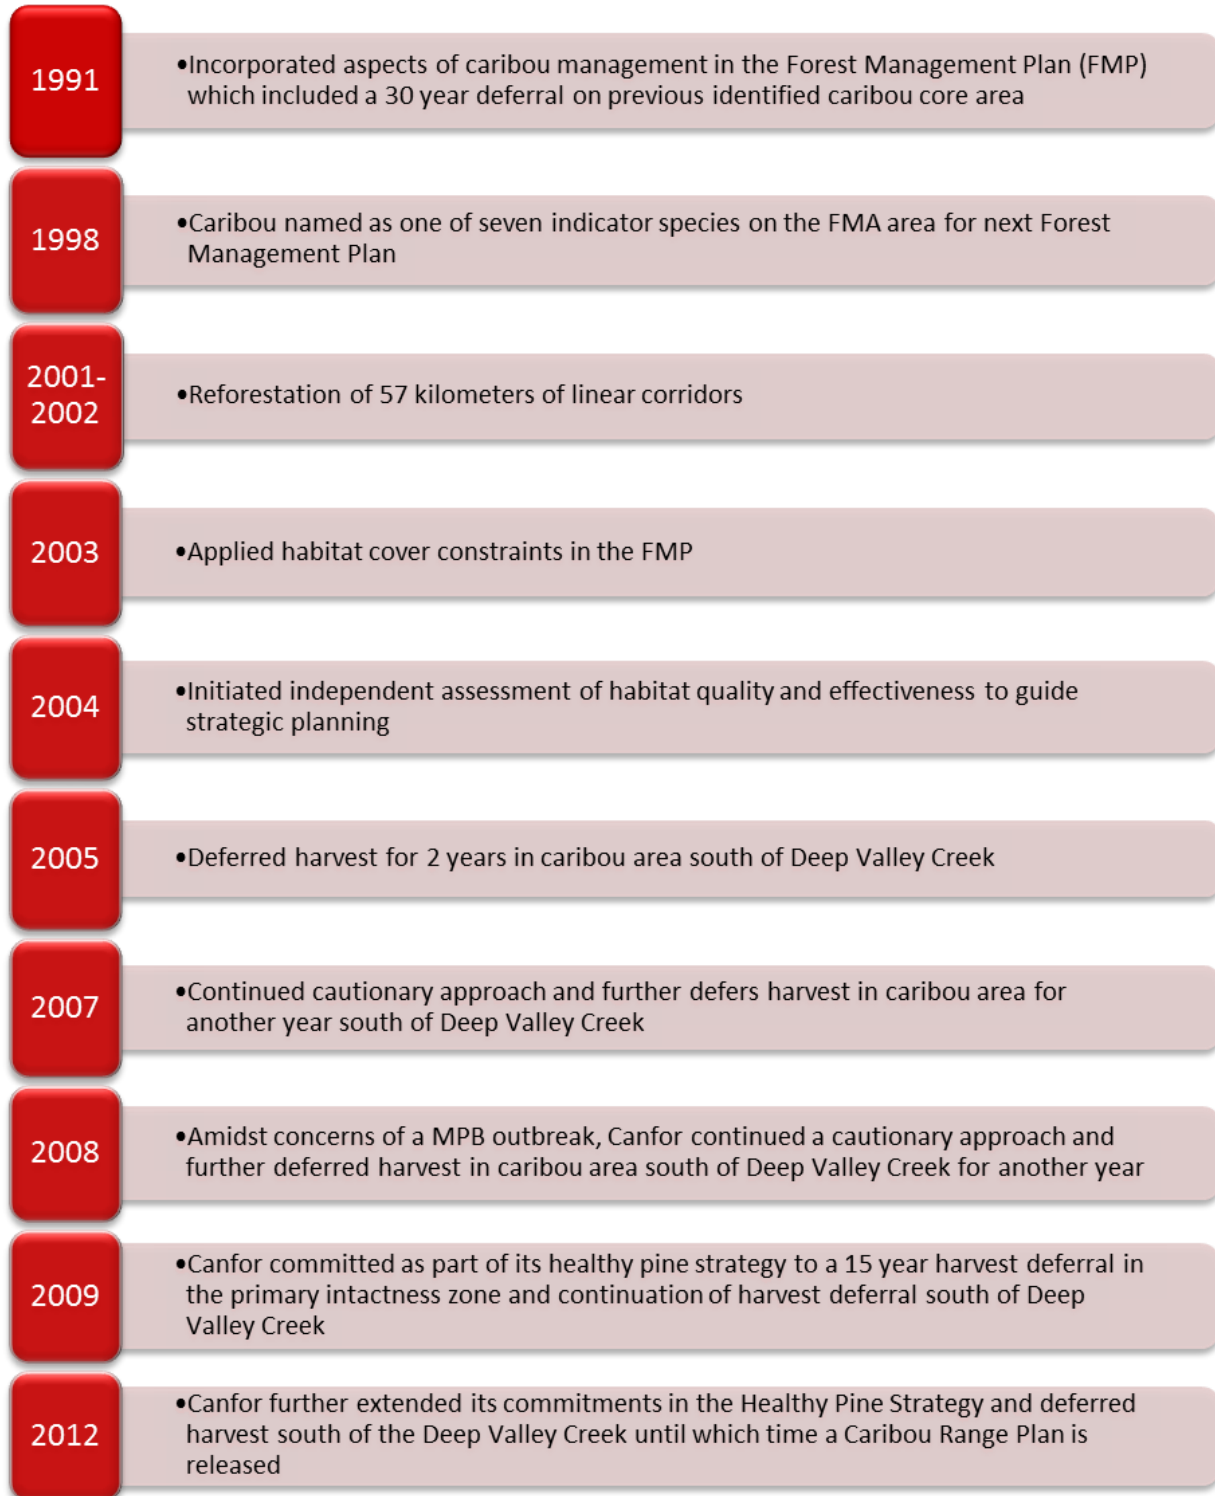 1991
•Incorporated aspects of caribou management in the Forest Management Plan (FMP)
which included a 30 year deferral on previous identified caribou core area
1998
•Caribou named as one of seven indicator species on the FMA area for next Forest
Management Plan
2001-
2002
•Reforestation of 57 kilometers of linear corridors
2003
•Applied habitat cover constraints in the FMP
2004
•Initiated independent assessment of habitat quality and effectiveness to guide
strategic planning
2005
•Deferred harvest for 2 years in caribou area south of Deep Valley Creek
2007
•Continued cautionary approach and further defers harvest in caribou area for
another year south of Deep Valley Creek
2008
•Amidst concerns of a MPB outbreak, Canfor continued a cautionary approach and
further deferred harvest in caribou area south of Deep Valley Creek for another year
2009
•Canfor committed as part of its healthy pine strategy to a 15 year harvest deferral in
the primary intactness zone and continuation of harvest deferral south of Deep
Valley Creek
2012
•Canfor further extended its commitments in the Healthy Pine Strategy and deferred
harvest south of the Deep Valley Creek until which time a Caribou Range Plan is
released